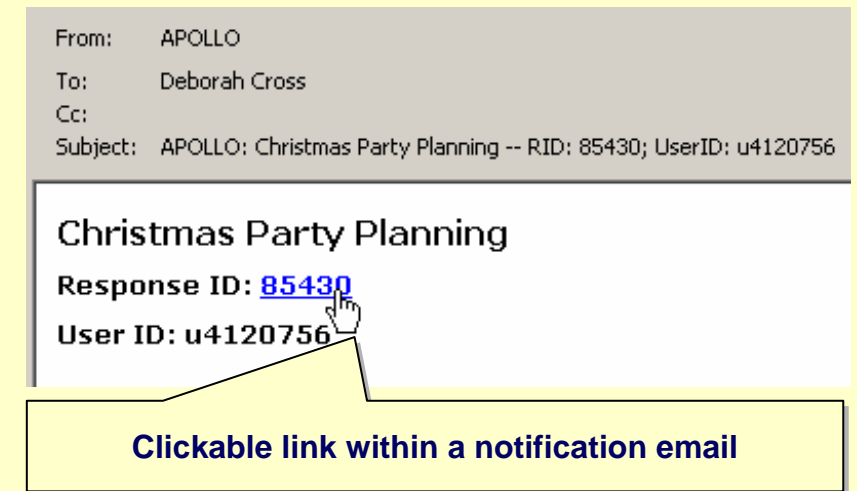 From: APOLLO
To: Deborah Cross
Cc:
Subject: APOLLO: Christmas Party Planning -- RID: 85430; UserID: u4120756
Christmas Party Planning
Response ID: 85430
User ID: u4120756
Clickable link within a notification email